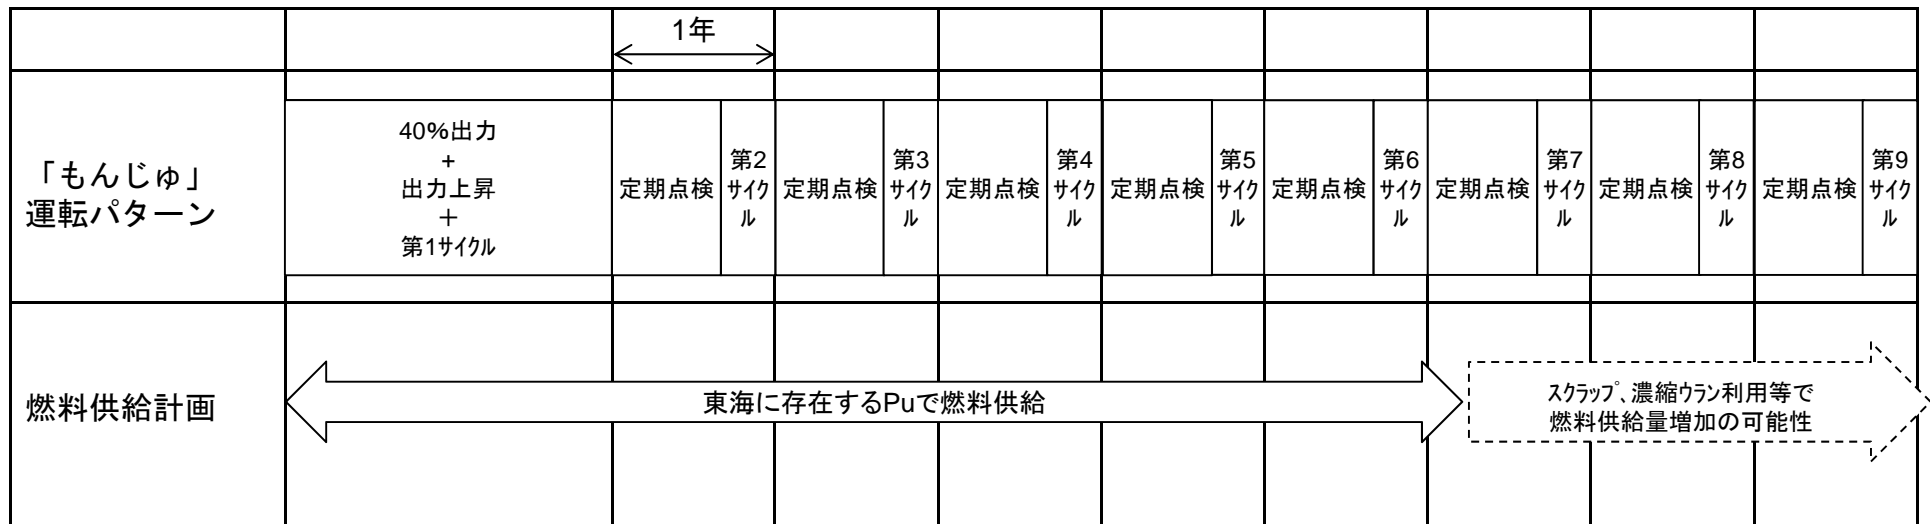 1年
「もんじゅ」
運転パターン
40%出力
+
出力上昇
＋
第1ｻｲｸﾙ
定期点検
第2
ｻｲｸ
ﾙ
定期点検
第3
ｻｲｸ
ﾙ
定期点検
第4
ｻｲｸ
ﾙ
定期点検
第5
ｻｲｸ
ﾙ
定期点検
第6
ｻｲｸ
ﾙ
定期点検
第7
ｻｲｸ
ﾙ
定期点検
第8
ｻｲｸ
ﾙ
定期点検
第9
ｻｲｸ
ﾙ
燃料供給計画
東海に存在するPuで燃料供給
ｽｸﾗｯﾌﾟ、濃縮ｳﾗﾝ利用等で
燃料供給量増加の可能性